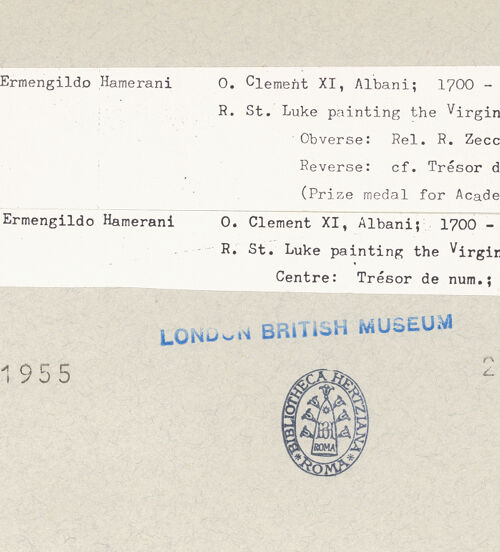 Ermengildo Hamerani O. Clement XI, Albani; 1700 -
R. St. Luke painting the Virgin
Obverse: Rel. R. Zecc
Reverse: cf. Trésor d
(Prize medal for Acade
Ermengildo Hamerani O. Clement XI, Albani; 1700 -
R. St. Luke painting the Virgin
Centre: Trésor de num.;
LONDON BRITISH MUSEUM
1955 2
BIBLIOTHECA HERTZIANA
ROMA
* ROMA *